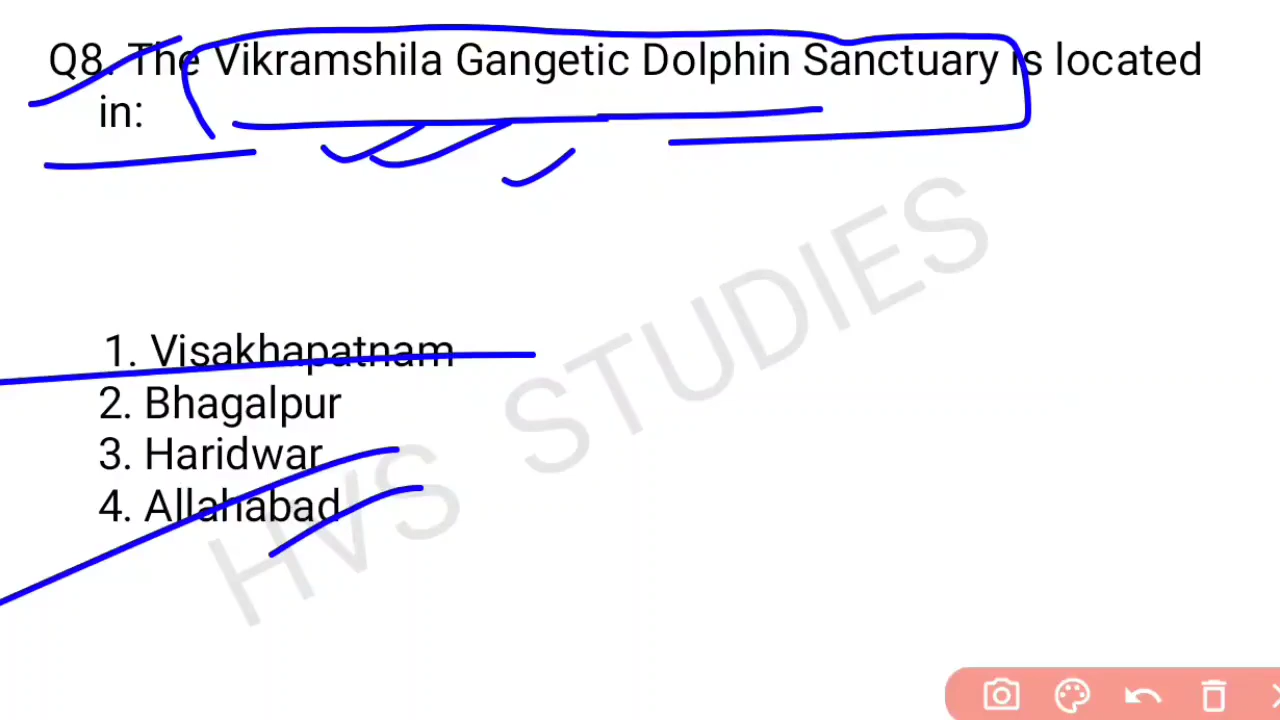 Q8. The Vikramshila Gangetic Dolphin Sanctuary is located
in:
1. Visakhapatnam
2. Bhagalpur
3. Haridwar
4. Allahabad
HVS STUDIES